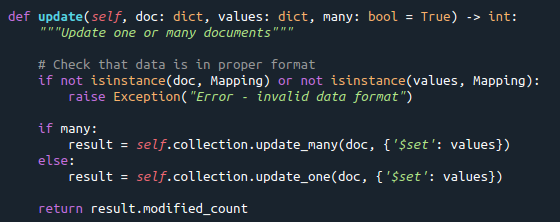 def update(self, doc: dict, values: dict, many: bool = True) -> int:
    """Update one or many documents"""

    # Check that data is in proper format
    if not isinstance(doc, Mapping) or not isinstance(values, Mapping):
        raise Exception("Error - invalid data format")

    if many:
        result = self.collection.update_many(doc, {'$set': values})
    else:
        result = self.collection.update_one(doc, {'$set': values})

    return result.modified_count